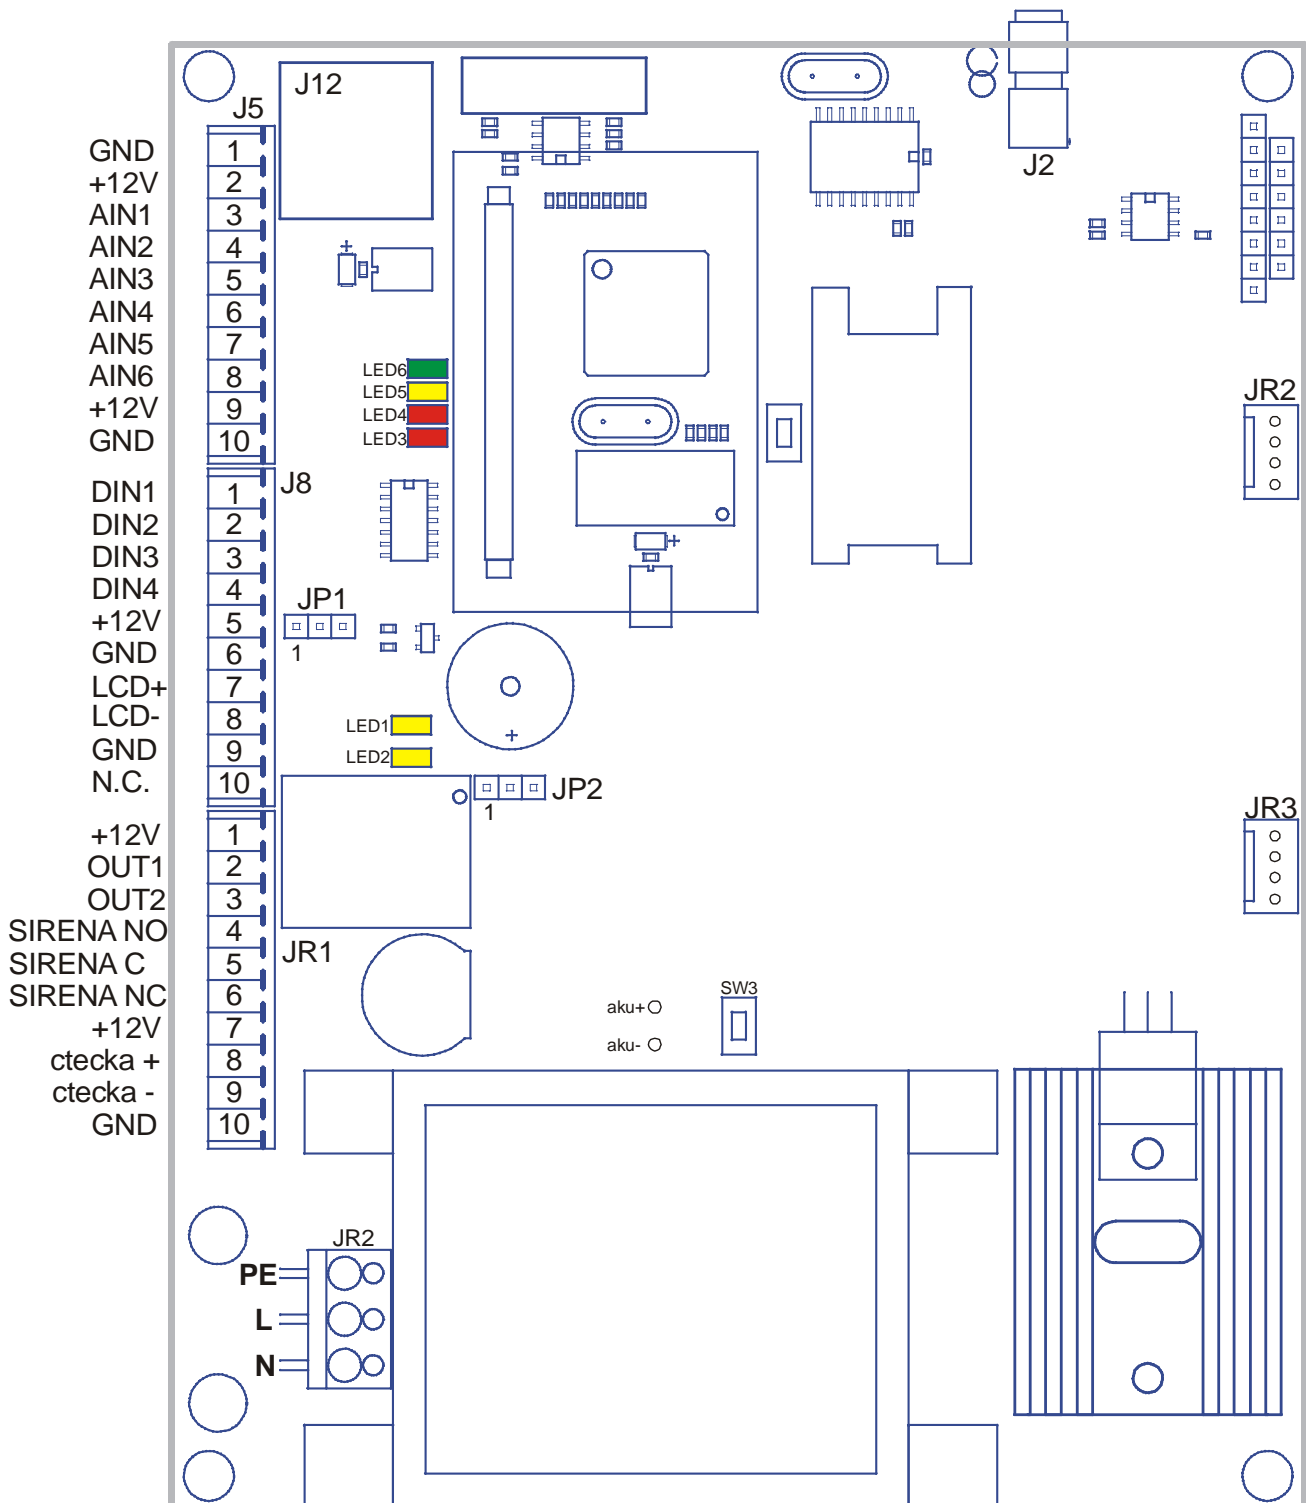 J12
J5
J2
GND 1
+12V 2
AIN1 3
AIN2 4
AIN3 5
AIN4 6
AIN5 7
AIN6 8
+12V 9
GND 10
LED6
LED5
LED4
LED3
JR2
J8
DIN1 1
DIN2 2
DIN3 3
DIN4 4
+12V 5
GND 6
LCD+ 7
LCD- 8
GND 9
N.C. 10
JP1
1
+
+
+
LED1
LED2
JP2
1
JR3
+12V 1
OUT1 2
OUT2 3
SIRENA NO 4
SIRENA C 5
SIRENA NC 6
+12V 7
ctecka + 8
ctecka - 9
GND 10
JR1
aku+
aku-
SW3
JR2
PE
L
N